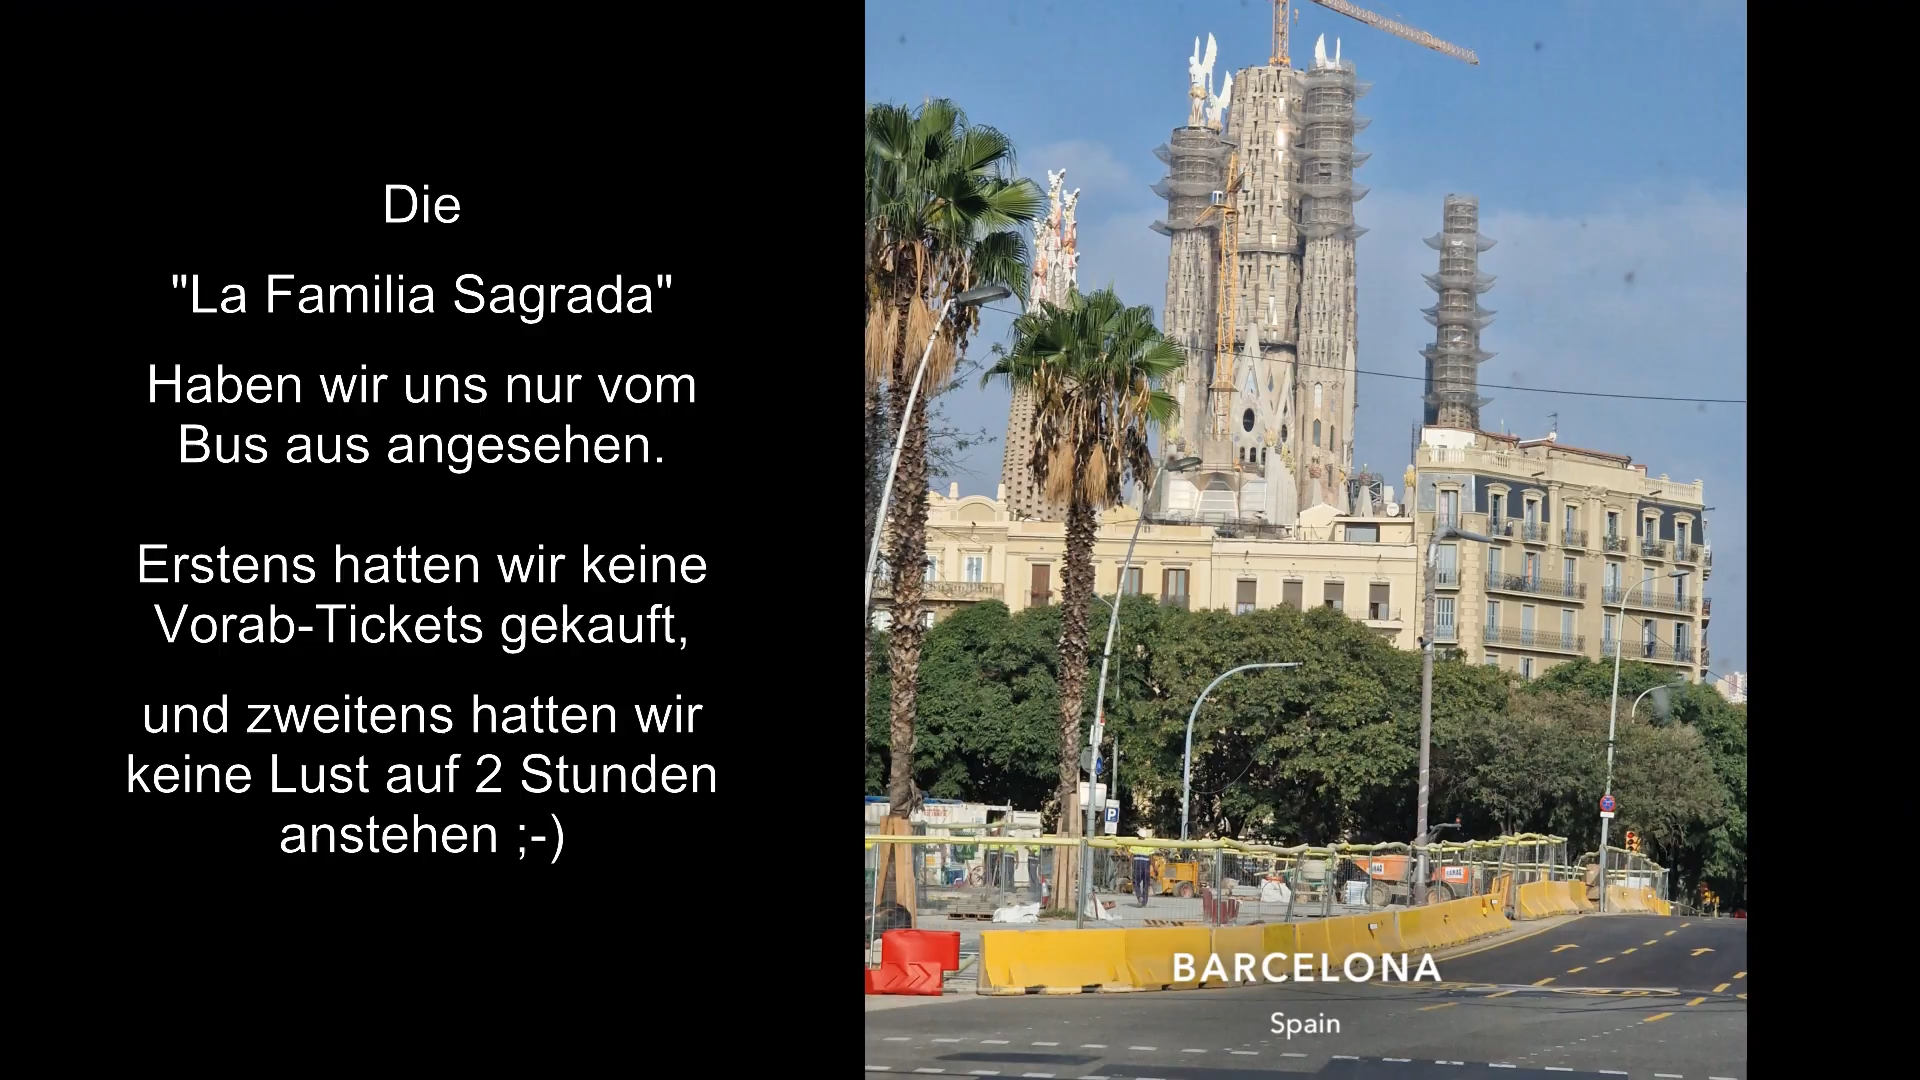 Die
"La Familia Sagrada"
Haben wir uns nur vom
Bus aus angesehen.
Erstens hatten wir keine
Vorab-Tickets gekauft,
und zweitens hatten wir
keine Lust auf 2 Stunden
anstehen ;-)
P
BARCELONA
Spain